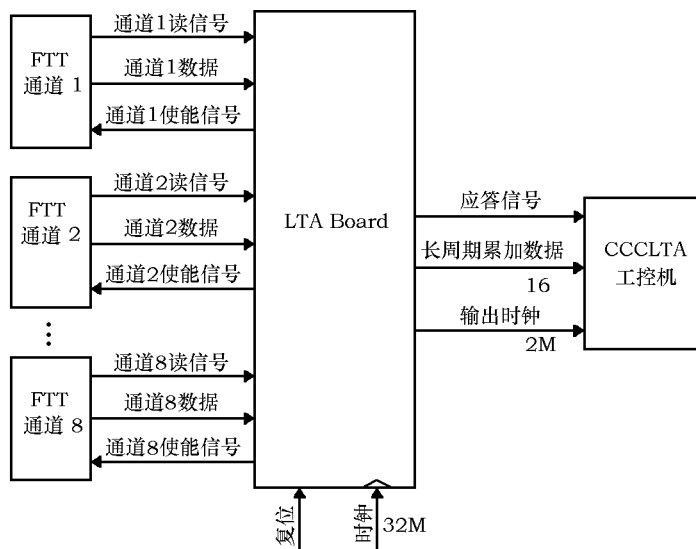 FTT
通道 1
通道1读信号
通道1数据
通道1使能信号
FTT
通道 2
通道2读信号
通道2数据
通道2使能信号
FTT
通道 8
通道8读信号
通道8数据
通道8使能信号
LTA Board
应答信号
长周期累加数据
16
输出时钟
2M
CCCLTA
工控机
复位
时钟
32M